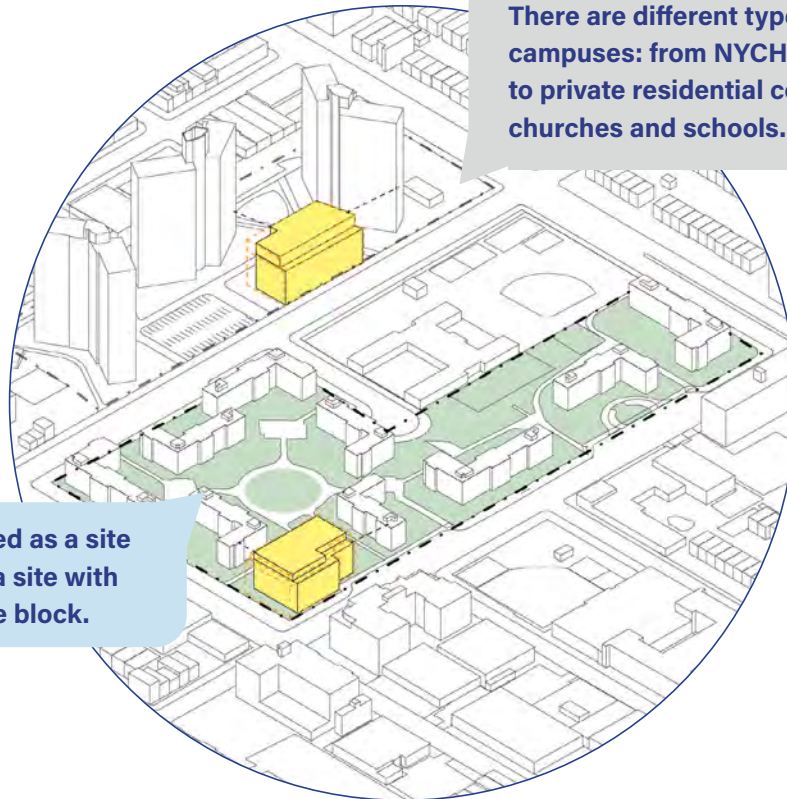 There are different type
campuses: from NYCH
to private residential co
churches and schools.
ed as a site
a site with
e block.